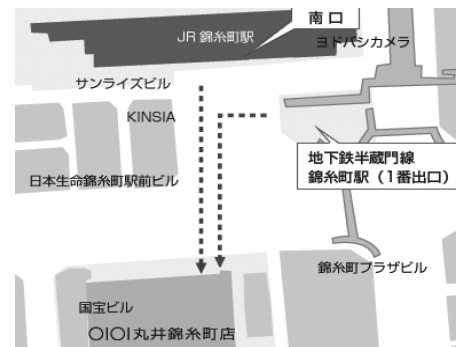 南口
JR 錦糸町駅
ヨドバシカメラ
サンライズビル
KINSIA
地下鉄半蔵門線
錦糸町駅（1番出口）
日本生命錦糸町駅前ビル
錦糸町プラザビル
国宝ビル
OIOI丸井錦糸町店